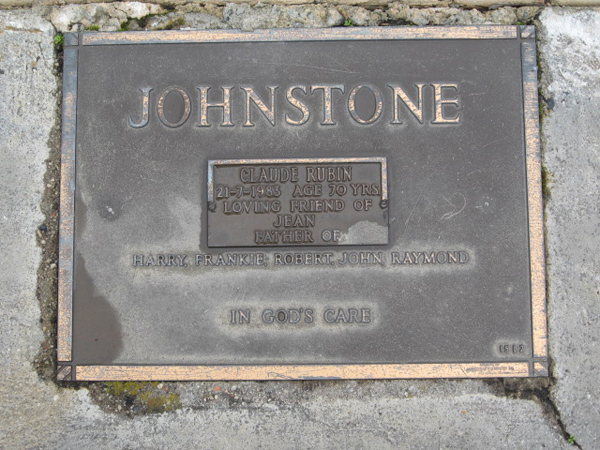 JOHNSTONE
CLAUDE RUBIN
21-7-1983 AGE 70 YRS
LOVING FRIEND OF
JEAN
FATHER OF
HARRY, FRANKIE, ROBERT, JOHN, RAYMOND
IN GOD'S CARE